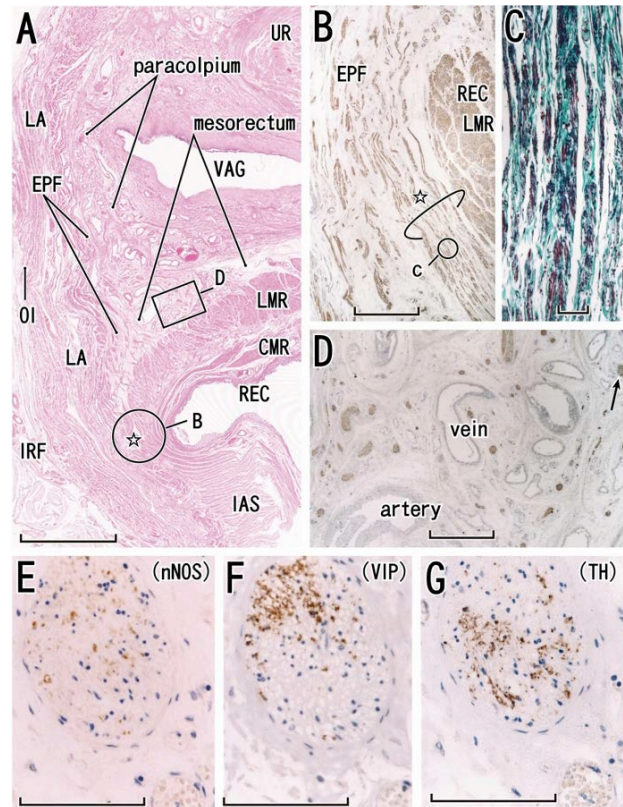 A
UR
paracolpium
LA
mesorectum
VAG
EPF
D
LMR
OI
LA
CMR
REC
B
IRF
IAS
B
EPF
REC
LMR
C
C
D
vein
artery
E
(nNOS)
F
(VIP)
G
(TH)